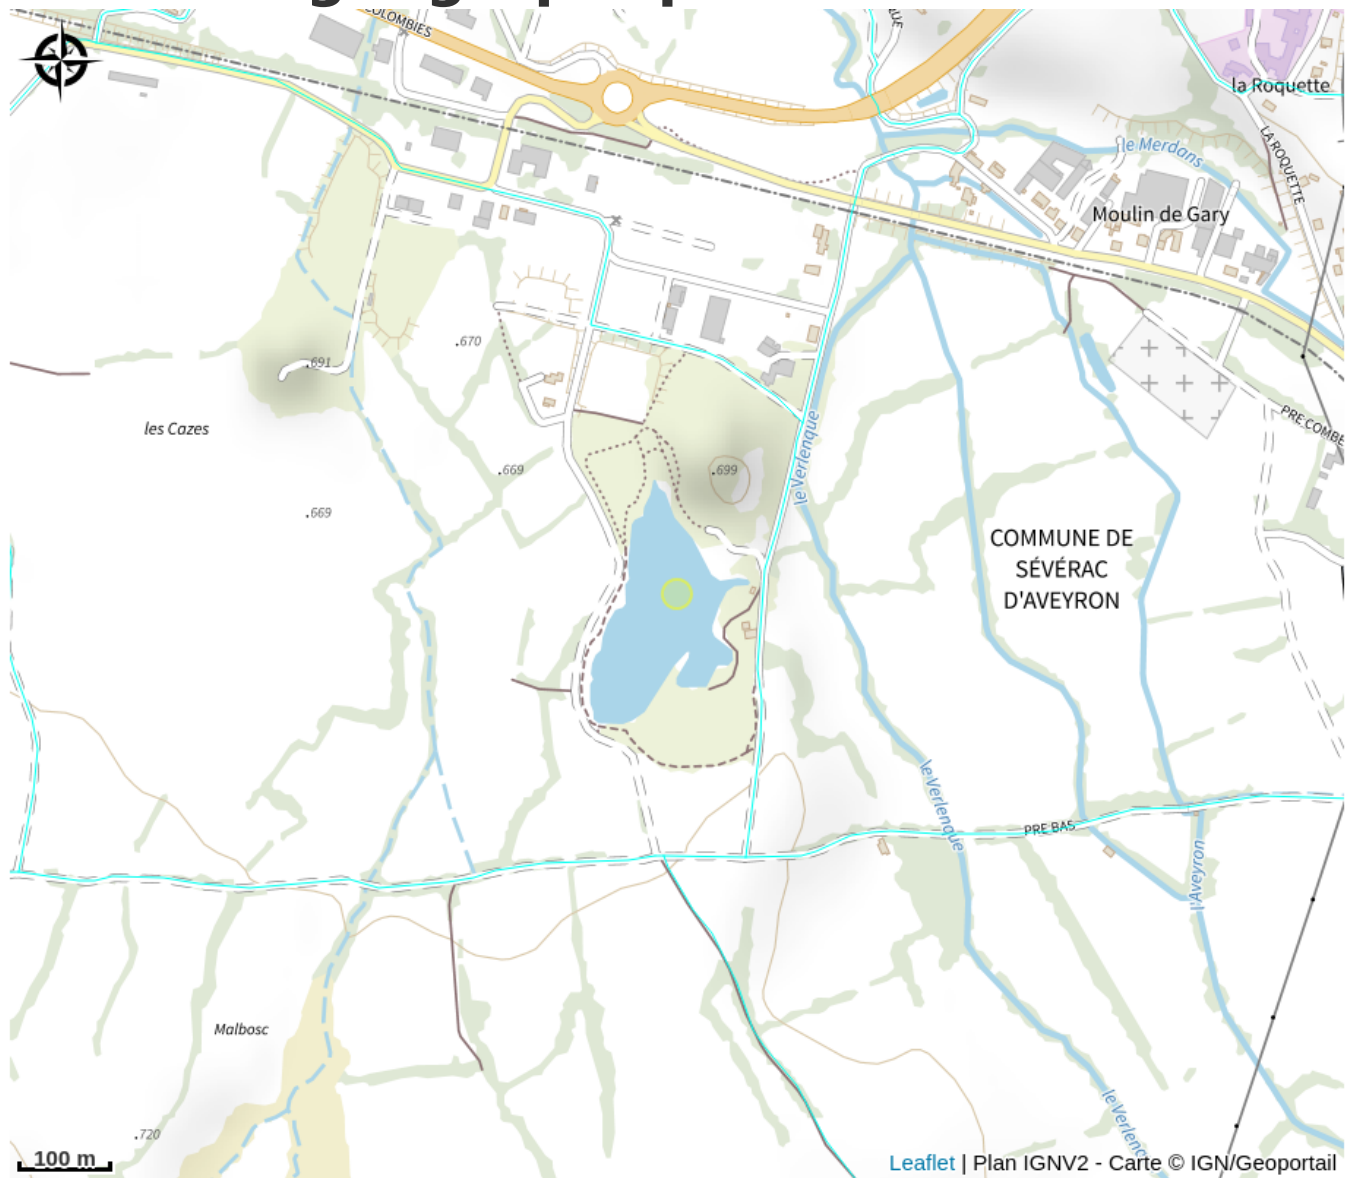 COLOMBIES
QUE
la Roquette
LA ROQUETTE
le Merdans
Moulin de Gary
691
670
les Cazes
PRE COMBE
669
699
le Verlenque
669
COMMUNE DE
SÉVÉRAC
D'AVEYRON
le Verlenque
PRE BAS
l'Aveyron
Malbosc
le Verlenq
720
100 m
Leaflet | Plan IGNV2 - Carte © IGN/Geoportail